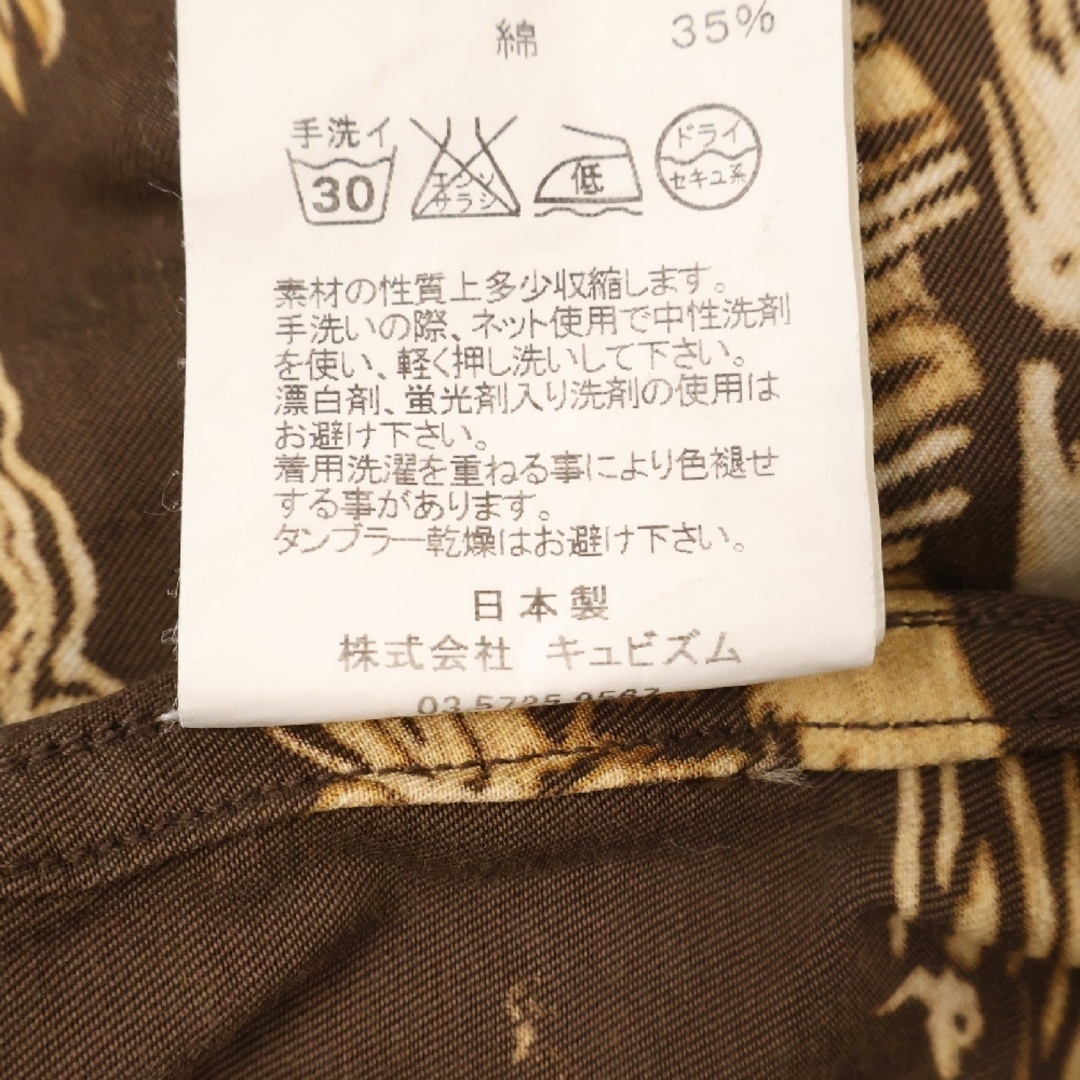 綿 35%
手洗イ
30
エンソ
サラシ
低
ドライ
セキユ系
素材の性質上多少収縮します。
手洗いの際、ネット使用で中性洗剤
を使い、軽く押し洗いして下さい。
漂白剤、蛍光剤入り洗剤の使用は
お避け下さい。
着用洗濯を重ねる事により色褪せ
する事があります。
タンブラー乾燥はお避け下さい。
日本製
株式会社 キュビズム